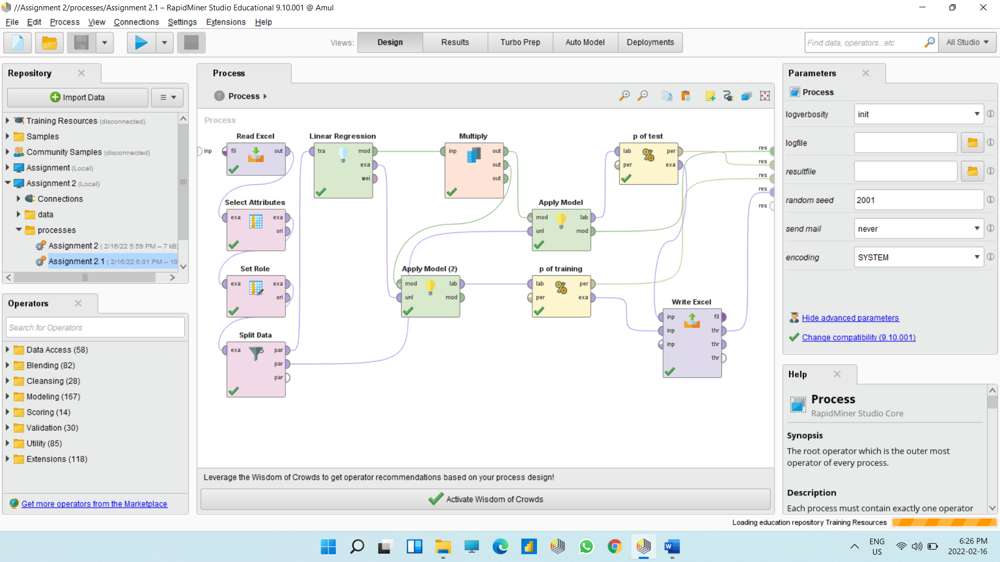 //Assignment 2/processes/Assignment 2.1 – RapidMiner Studio Educational 9.10.001 @ Amul
File Edit Process View Connections Settings Extensions Help
Views: Design Results Turbo Prep Auto Model Deployments
Find data, operators...etc All Studio
Repository
Import Data
Training Resources (disconnected)
Samples
Community Samples (disconnected)
Assignment (Local)
Assignment 2 (Local)
Connections
data
processes
Assignment 2 ( 2/16/22 5:59 PM – 7 kB)
Assignment 2.1 ( 2/16/22 6:01 PM – 10
Operators
Search for Operators
Data Access (58)
Blending (82)
Cleansing (28)
Modeling (167)
Scoring (14)
Validation (30)
Utility (85)
Extensions (118)
Get more operators from the Marketplace
Process
Process
Process
inp
Read Excel
fil out
Select Attributes
exa exa
ori
Set Role
exa exa
ori
Split Data
exa par
par
par
Linear Regression
tra mod
exa
wei
Multiply
inp out
out
out
Apply Model
mod lab
unl mod
Apply Model (2)
mod lab
unl mod
p of test
lab per
per exa
p of training
lab per
per exa
Write Excel
inp fil
inp thr
inp thr
thr
res
res
res
res
res
Leverage the Wisdom of Crowds to get operator recommendations based on your process design!
Activate Wisdom of Crowds
Parameters
Process
logverbosity init
logfile
resultfile
random seed 2001
send mail never
encoding SYSTEM
Hide advanced parameters
Change compatibility (9.10.001)
Help
Process
RapidMiner Studio Core
Synopsis
The root operator which is the outer most
operator of every process.
Description
Each process must contain exactly one operator
Loading education repository Training Resources
ENG
US
6:26 PM
2022-02-16